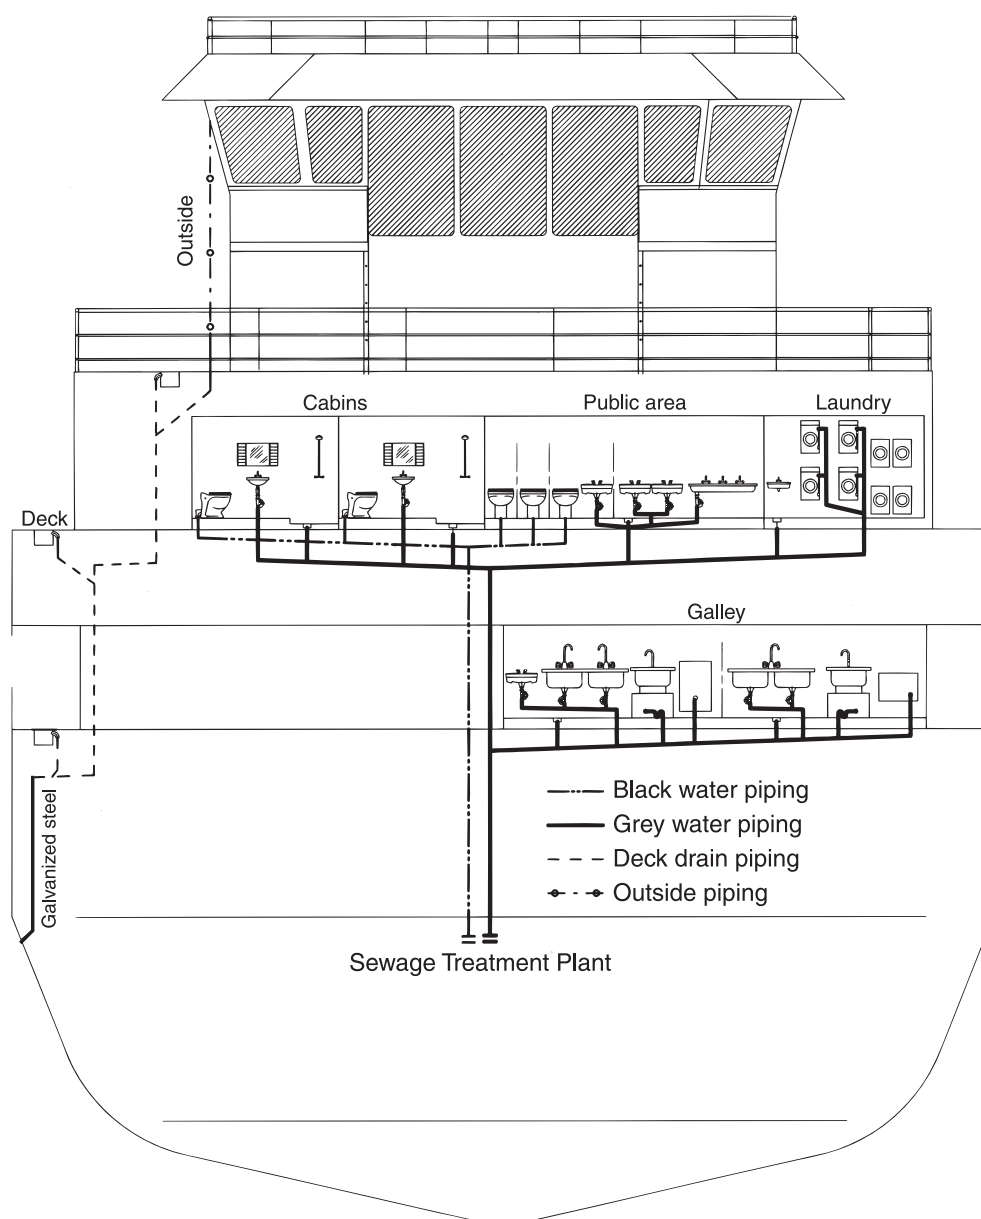 Outside
Cabins
Public area
Laundry
Deck
Galley
Black water piping
Grey water piping
Deck drain piping
Outside piping
Galvanized steel
Sewage Treatment Plant